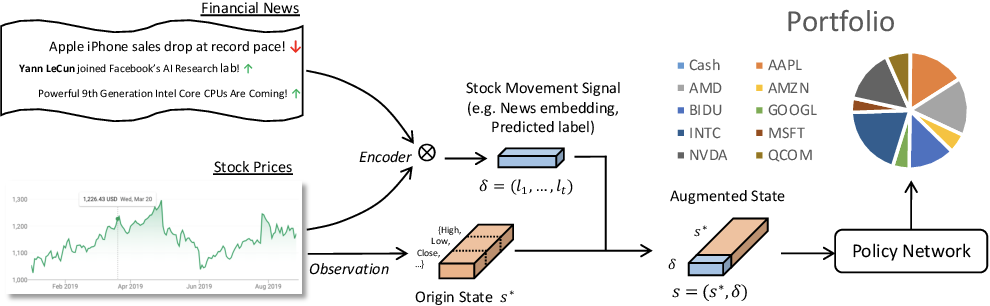 Financial News
Apple iPhone sales drop at record pace! ↓
Yann LeCun joined Facebook's AI Research lab! ↑
Powerful 9th Generation Intel Core CPUs Are Coming! ↑
Stock Prices
1,226.43 USD Wed, Mar 20
1,300
1,200
1,100
1,000
Feb 2019 Apr 2019 Jun 2019 Aug 2019
Encoder ⊗
Observation
Stock Movement Signal
(e.g. News embedding,
Predicted label)
δ = (l₁, …, lₜ)
{High,
Low,
Close,
…}
Origin State s*
Augmented State
s*
δ
s = (s*, δ)
Policy Network
Portfolio
Cash AAPL
AMD AMZN
BIDU GOOGL
INTC MSFT
NVDA QCOM